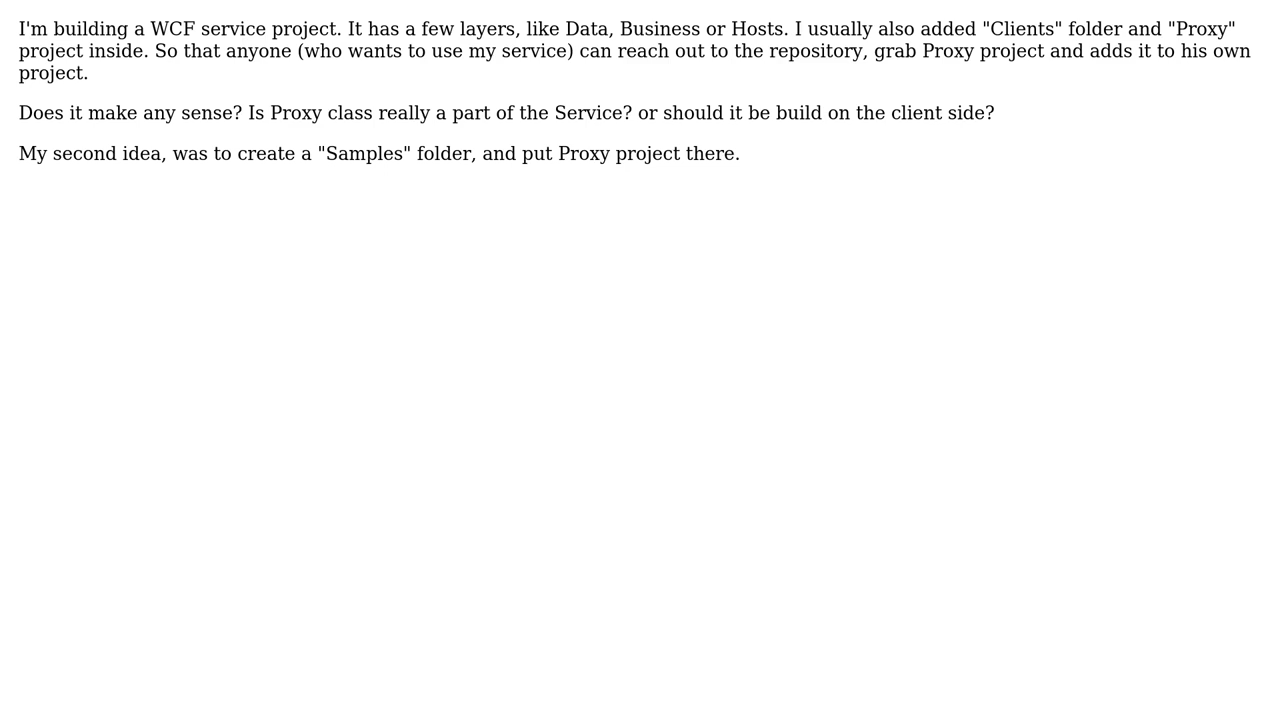 I'm building a WCF service project. It has a few layers, like Data, Business or Hosts. I usually also added "Clients" folder and "Proxy"
project inside. So that anyone (who wants to use my service) can reach out to the repository, grab Proxy project and adds it to his own
project.
Does it make any sense? Is Proxy class really a part of the Service? or should it be build on the client side?
My second idea, was to create a "Samples" folder, and put Proxy project there.